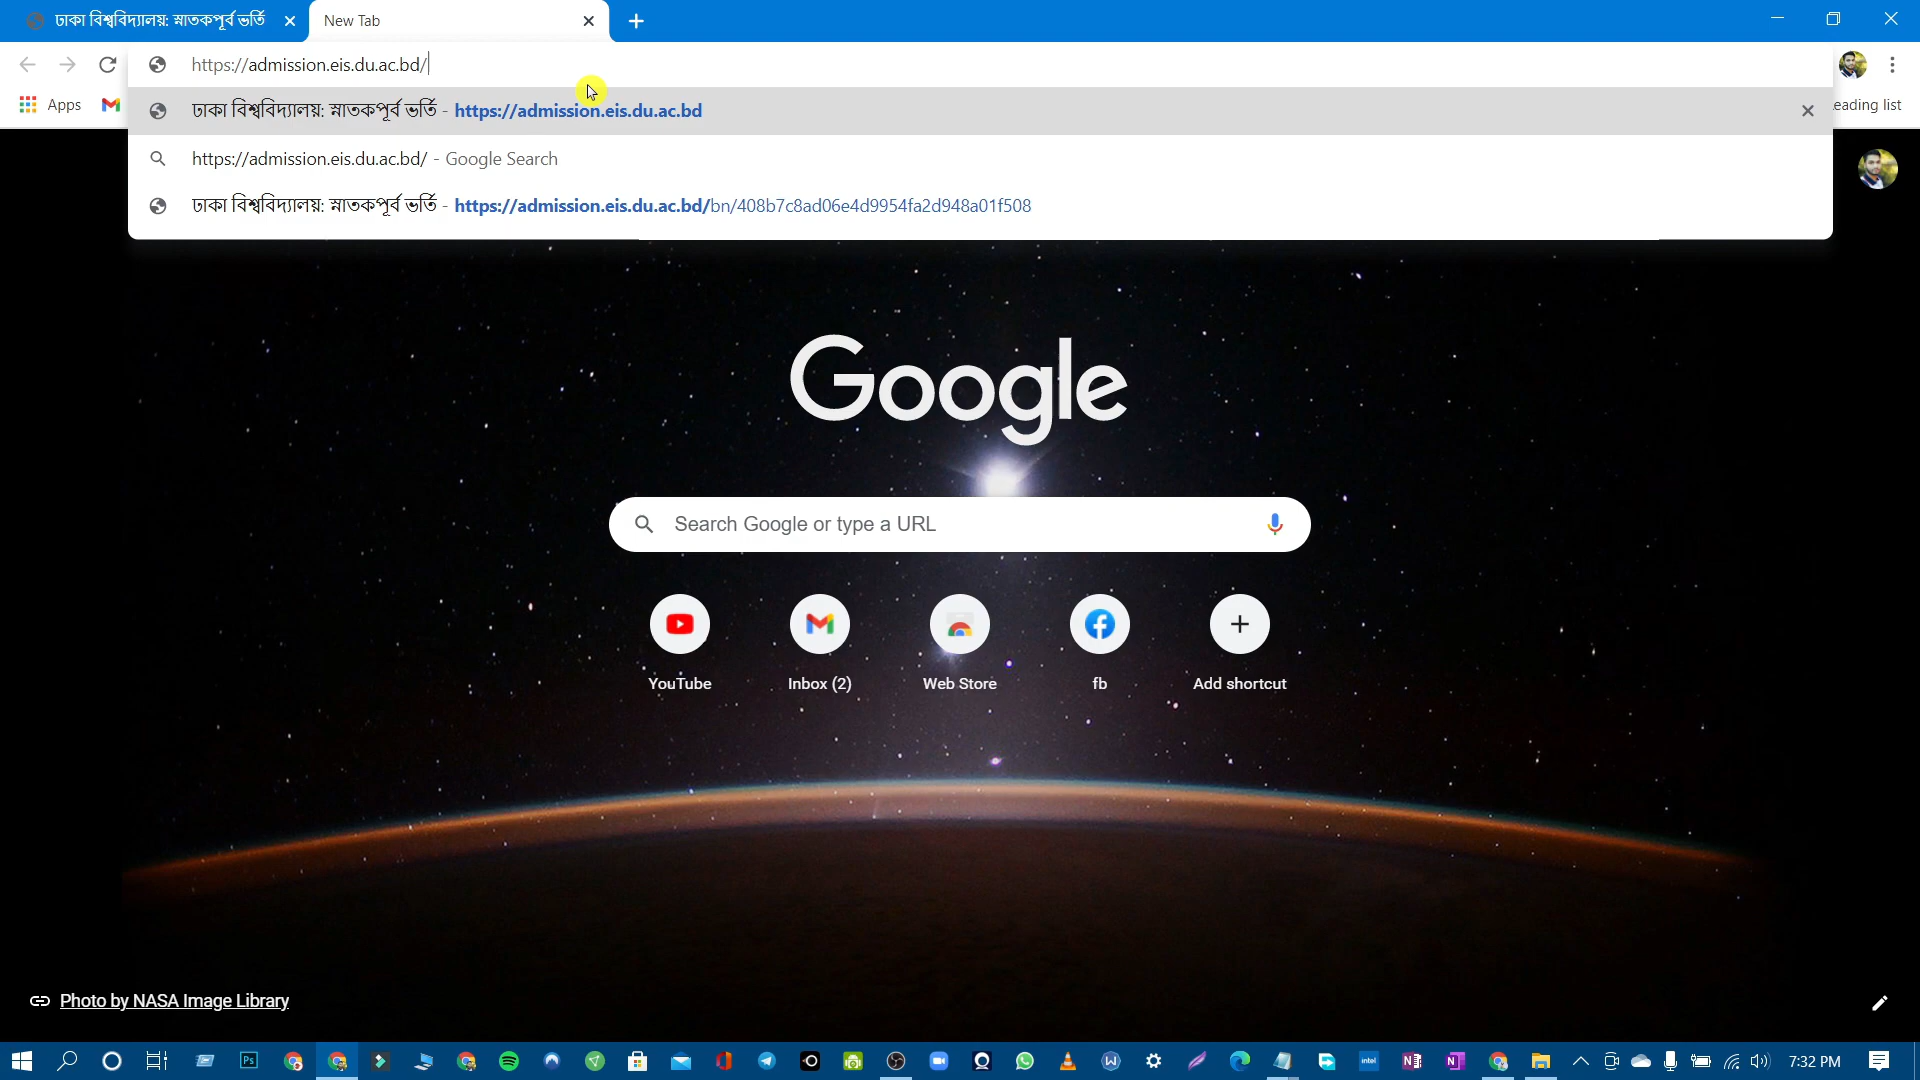 ঢাকা বিশ্ববিদ্যালয়: স্নাতকপূর্ব ভর্তি
New Tab
https://admission.eis.du.ac.bd/
Apps
ঢাকা বিশ্ববিদ্যালয়: স্নাতকপূর্ব ভর্তি - https://admission.eis.du.ac.bd
eading list
https://admission.eis.du.ac.bd/ - Google Search
ঢাকা বিশ্ববিদ্যালয়: স্নাতকপূর্ব ভর্তি - https://admission.eis.du.ac.bd/bn/408b7c8ad06e4d9954fa2d948a01f508
Google
Search Google or type a URL
YouTube
Inbox (2)
Web Store
fb
Add shortcut
Photo by NASA Image Library
Ps
intel
7:32 PM